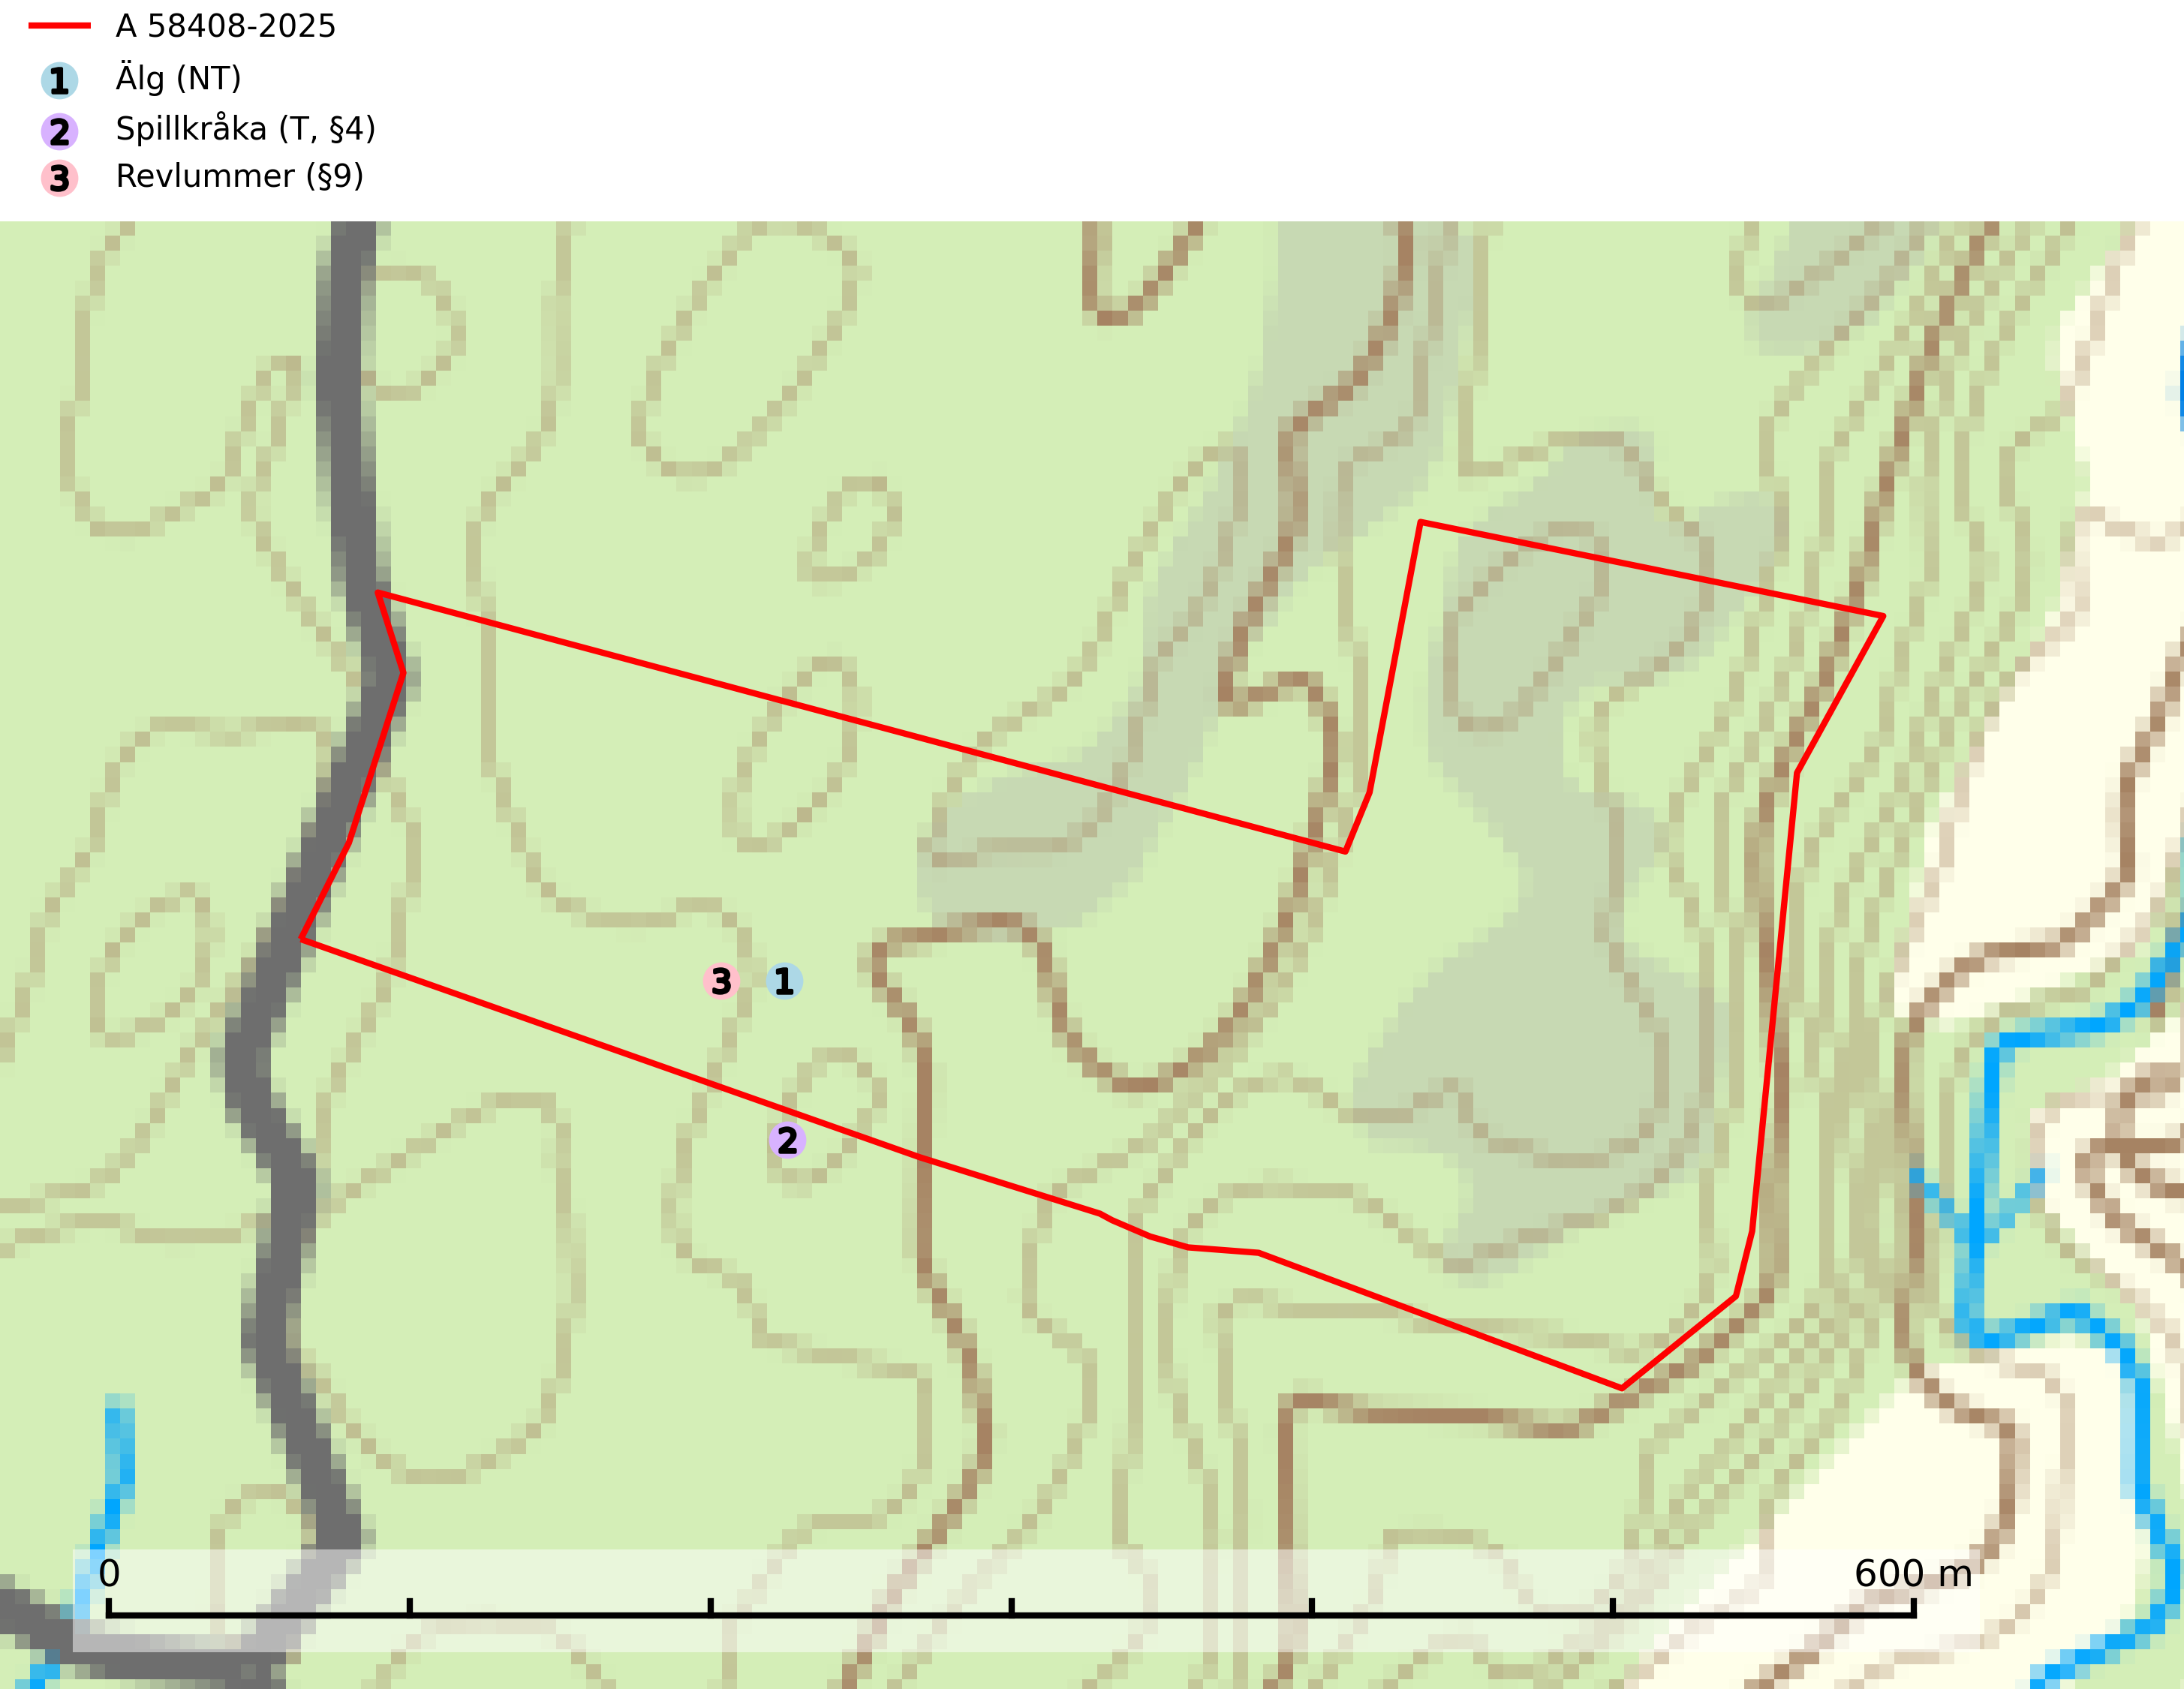 A 58408-2025
1 Älg (NT)
2 Spillkråka (T, §4)
3 Revlummer (§9)
3 1
2
0 600 m